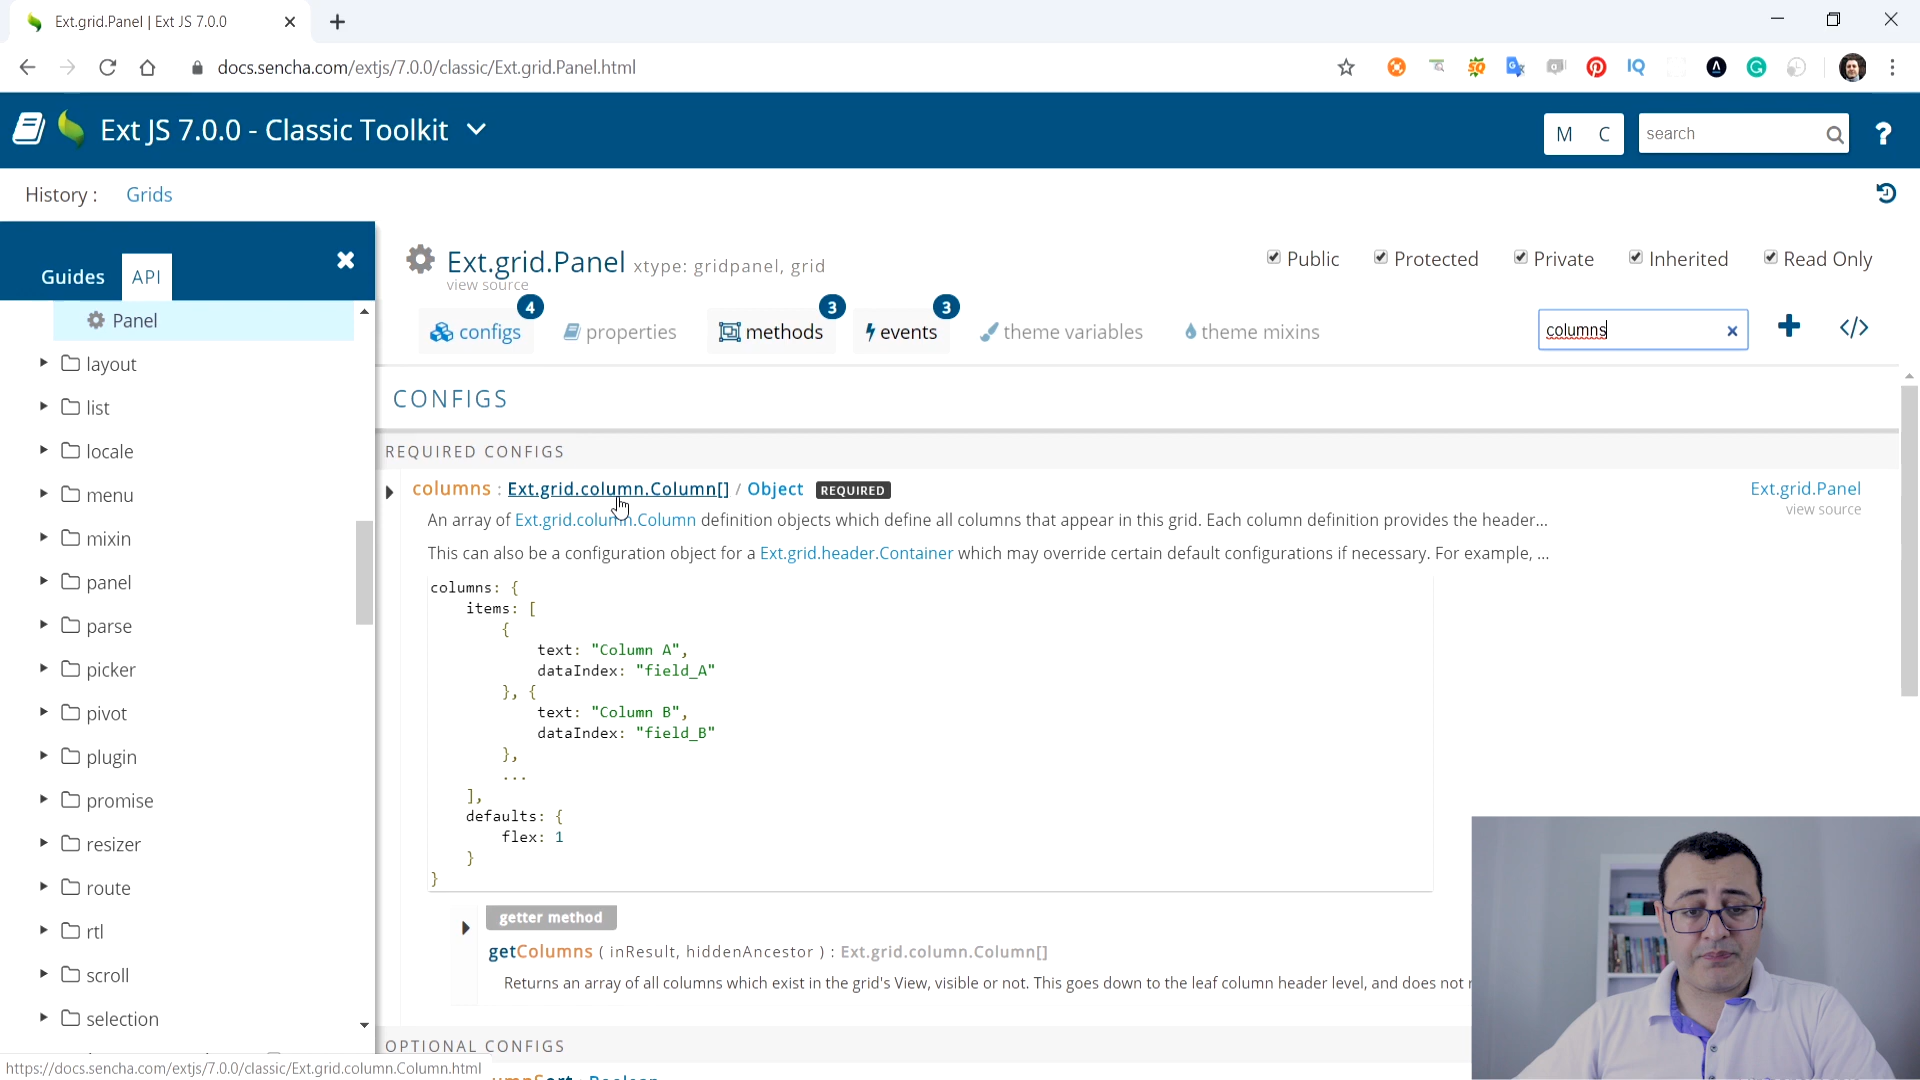 Ext.grid.Panel | Ext JS 7.0.0
docs.sencha.com/extjs/7.0.0/classic/Ext.grid.Panel.html
Ext JS 7.0.0 - Classic Toolkit
M C
search
?
History : Grids
Guides API
Panel
layout
list
locale
menu
mixin
panel
parse
picker
pivot
plugin
promise
resizer
route
rtl
scroll
selection
Ext.grid.Panel xtype: gridpanel, grid
view source
Public Protected Private Inherited Read Only
configs 4
properties
methods 3
events 3
theme variables
theme mixins
columns
CONFIGS
REQUIRED CONFIGS
columns : Ext.grid.column.Column[] / Object REQUIRED
Ext.grid.Panel
view source
An array of Ext.grid.column.Column definition objects which define all columns that appear in this grid. Each column definition provides the header...
This can also be a configuration object for a Ext.grid.header.Container which may override certain default configurations if necessary. For example, ...
columns: {
items: [
{
text: "Column A",
dataIndex: "field_A"
}, {
text: "Column B",
dataIndex: "field_B"
},
...
],
defaults: {
flex: 1
}
}
getter method
getColumns ( inResult, hiddenAncestor ) : Ext.grid.column.Column[]
Returns an array of all columns which exist in the grid's View, visible or not. This goes down to the leaf column header level, and does not
OPTIONAL CONFIGS
https://docs.sencha.com/extjs/7.0.0/classic/Ext.grid.column.Column.html